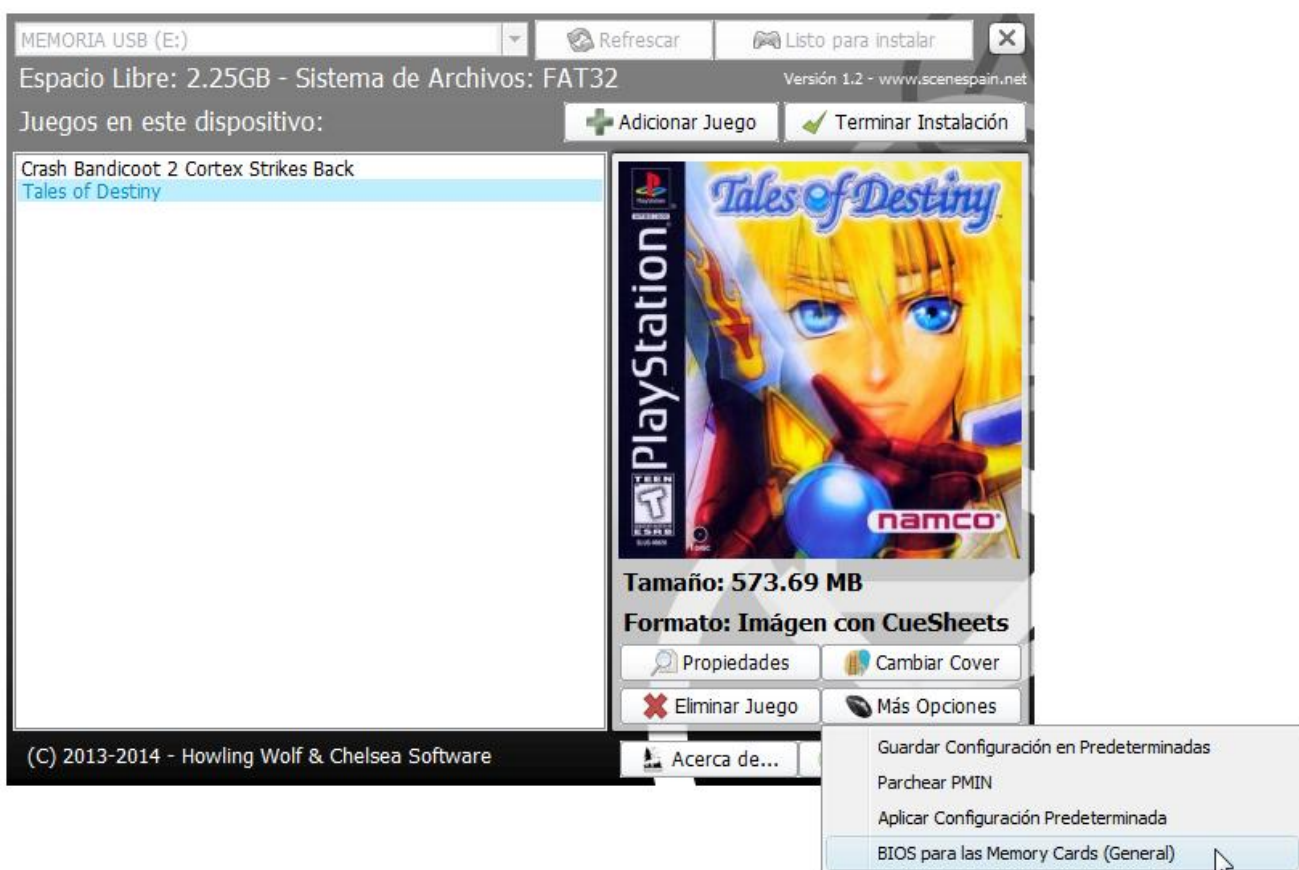 MEMORIA USB (E:)
Refrescar
Listo para instalar
Espacio Libre: 2.25GB - Sistema de Archivos: FAT32
Versión 1.2 - www.scenespain.net
Juegos en este dispositivo:
Adicionar Juego
Terminar Instalación
Crash Bandicoot 2 Cortex Strikes Back
Tales of Destiny
PlayStation
Tales of Destiny
TEEN
T
ESRB
namco
Tamaño: 573.69 MB
Formato: Imágen con CueSheets
Propiedades
Cambiar Cover
Eliminar Juego
Más Opciones
(C) 2013-2014 - Howling Wolf & Chelsea Software
Acerca de...
Guardar Configuración en Predeterminadas
Parchear PMIN
Aplicar Configuración Predeterminada
BIOS para las Memory Cards (General)